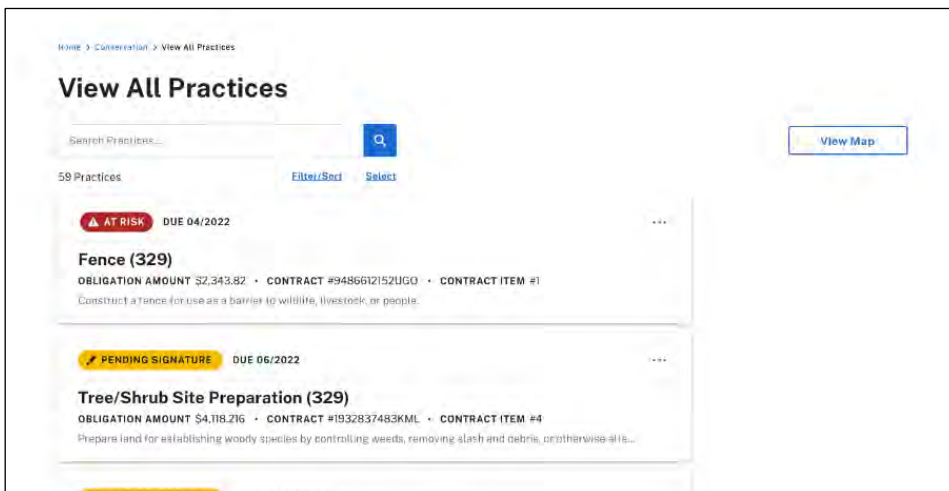 Home > Conservation > View All Practices
View All Practices
Search Practices...
View Map
59 Practices Filter/Sort Select
AT RISK DUE 04/2022 ...
Fence (329)
OBLIGATION AMOUNT $2,343.82 • CONTRACT #9486612152UGO • CONTRACT ITEM #1
Construct a fence for use as a barrier to wildlife, livestock, or people.
PENDING SIGNATURE DUE 06/2022 ...
Tree/Shrub Site Preparation (329)
OBLIGATION AMOUNT $4,118.216 • CONTRACT #1932837483KML • CONTRACT ITEM #4
Prepare land for establishing woody species by controlling weeds, removing slash and debris, or otherwise alte...